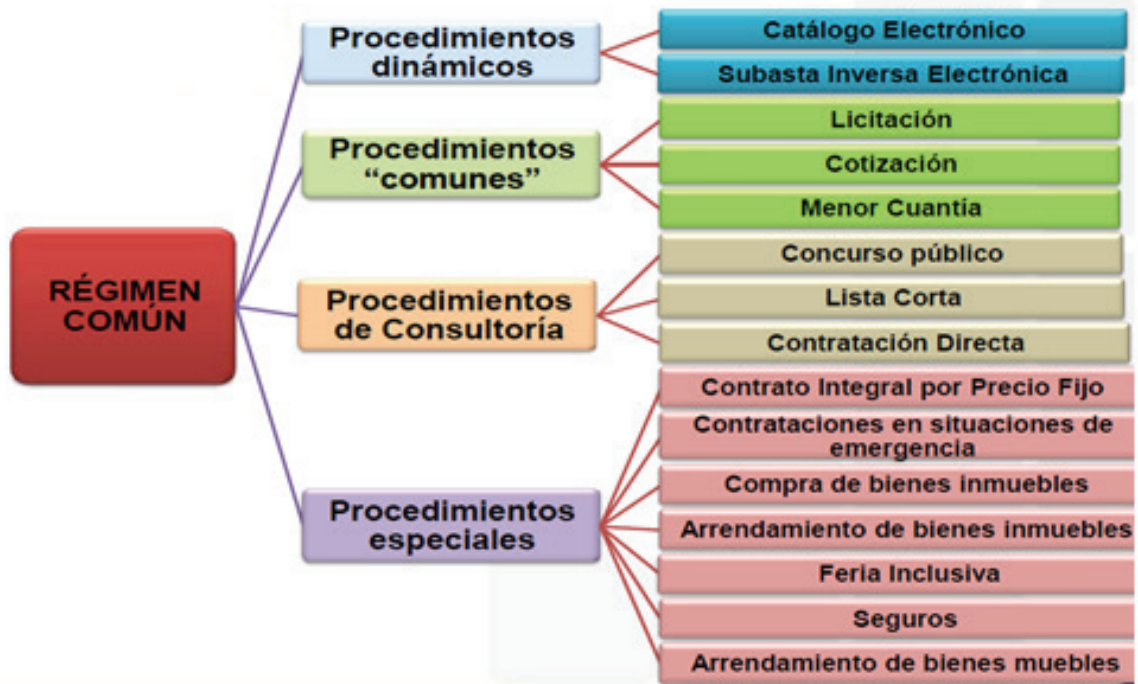 RÉGIMEN
COMÚN
Procedimientos
dinámicos
Catálogo Electrónico
Subasta Inversa Electrónica
Procedimientos
“comunes”
Licitación
Cotización
Menor Cuantía
Procedimientos
de Consultoría
Concurso público
Lista Corta
Contratación Directa
Procedimientos
especiales
Contrato Integral por Precio Fijo
Contrataciones en situaciones de
emergencia
Compra de bienes inmuebles
Arrendamiento de bienes inmuebles
Feria Inclusiva
Seguros
Arrendamiento de bienes muebles